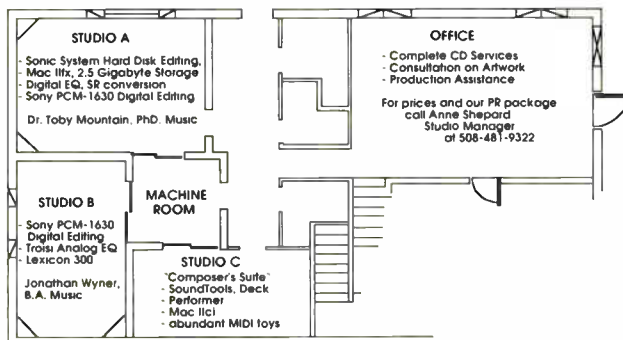 STUDIO A
- Sonic System Hard Disk Editing,
- Mac IIfx, 2.5 Gigabyte Storage
- Digital EQ, SR conversion
- Sony PCM-1630 Digital Editing
Dr. Toby Mountain, PhD. Music
OFFICE
- Complete CD Services
- Consultation on Artwork
- Production Assistance
For prices and our PR package
call Anne Shepard
Studio Manager
at 508-481-9322
STUDIO B
- Sony PCM-1630
Digital Editing
- Troisi Analog EQ
- Lexicon 300
Jonathan Wyner,
B.A. Music
MACHINE
ROOM
STUDIO C
"Composer's Suite"
- SoundTools, Deck
- Performer
- Mac IIci
- abundant MIDI toys